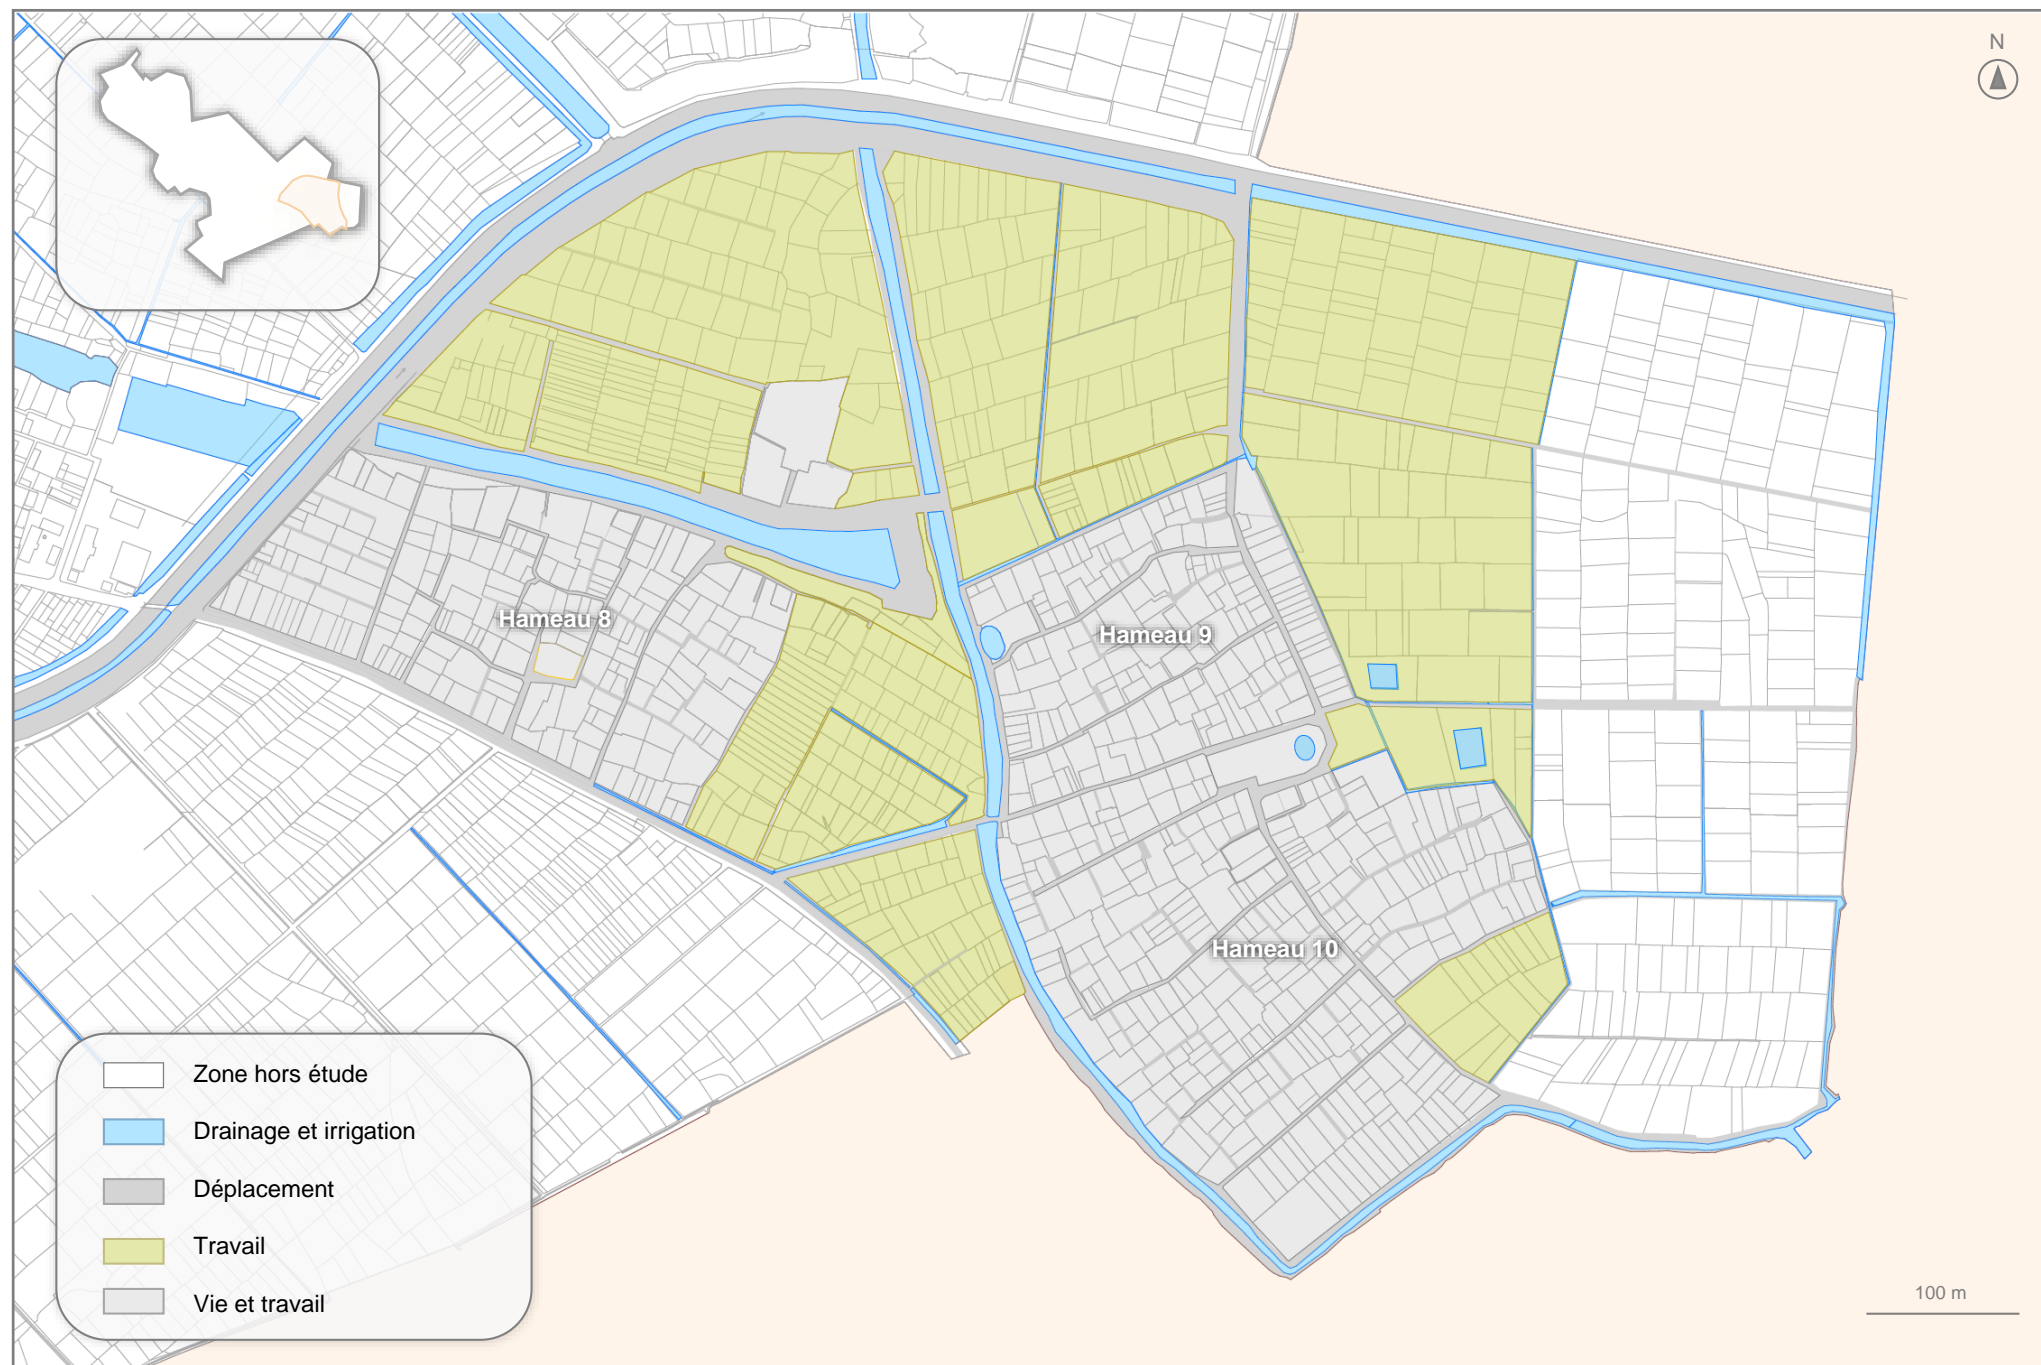 N
Hameau 8
Hameau 9
Hameau 10
Zone hors étude
Drainage et irrigation
Déplacement
Travail
Vie et travail
100 m